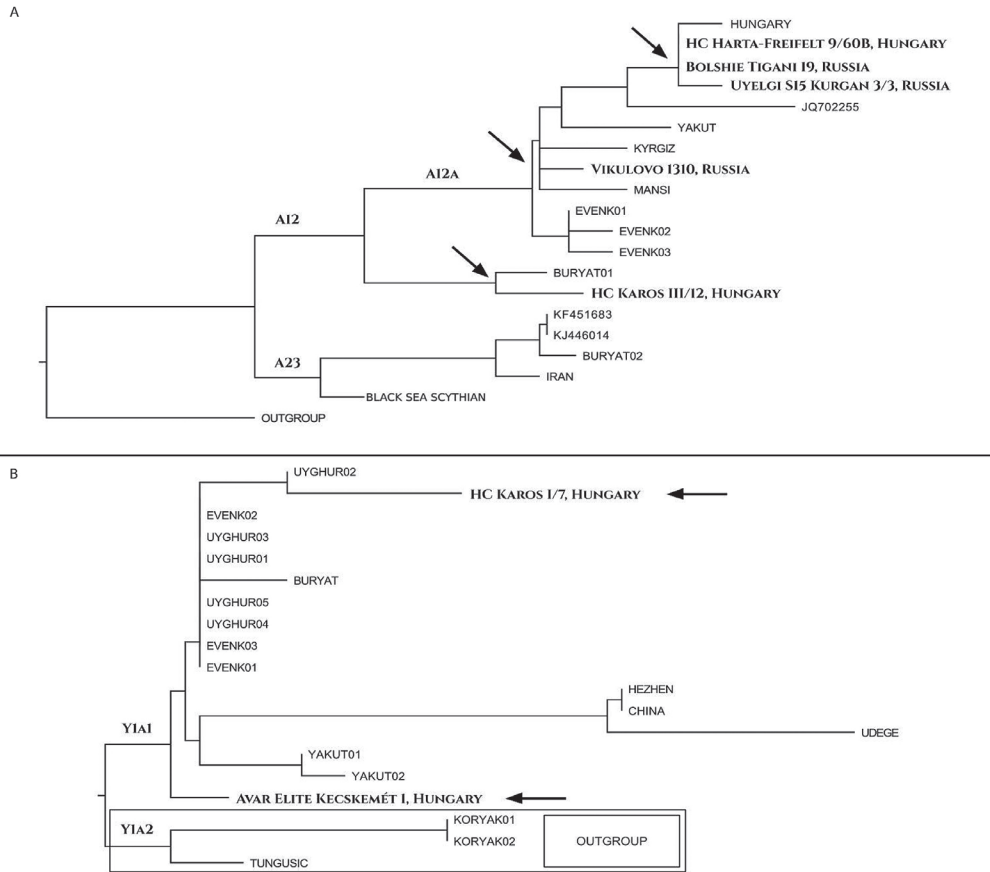 A
HUNGARY
HC Harta-Freifelt 9/60B, Hungary
Bolshie Tigani 19, Russia
Uyelgi S15 Kurgan 3/3, Russia
JQ702255
YAKUT
KYRGIZ
A12a
Vikulovo 1310, Russia
MANSI
EVENK01
A12
EVENK02
EVENK03
BURYAT01
HC Karos III/12, Hungary
KF451683
KJ446014
BURYAT02
A23
IRAN
BLACK SEA SCYTHIAN
OUTGROUP
B
UYGHUR02
HC Karos I/7, Hungary
EVENK02
UYGHUR03
UYGHUR01
BURYAT
UYGHUR05
UYGHUR04
EVENK03
EVENK01
HEZHEN
CHINA
Y1a1
UDEGE
YAKUT01
YAKUT02
Avar Elite Kecskemét 1, Hungary
KORYAK01
Y1a2
KORYAK02
OUTGROUP
TUNGUSIC